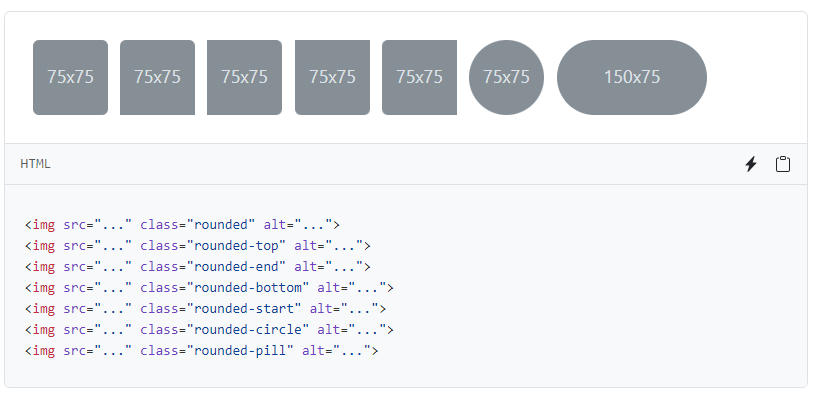 75x75 75x75 75x75 75x75 75x75 75x75 150x75
HTML
<img src="..." class="rounded" alt="...">
<img src="..." class="rounded-top" alt="...">
<img src="..." class="rounded-end" alt="...">
<img src="..." class="rounded-bottom" alt="...">
<img src="..." class="rounded-start" alt="...">
<img src="..." class="rounded-circle" alt="...">
<img src="..." class="rounded-pill" alt="...">